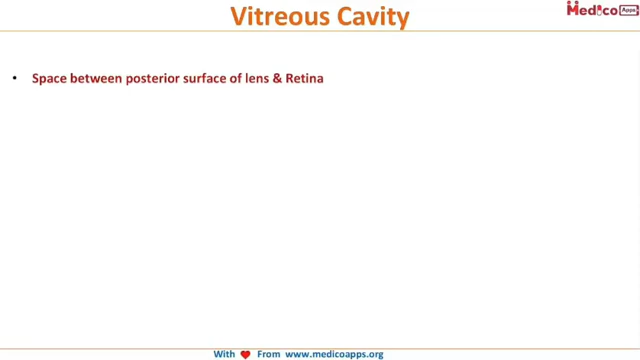 Vitreous Cavity
Medico Apps
• Space between posterior surface of lens & Retina
With From www.medicoapps.org